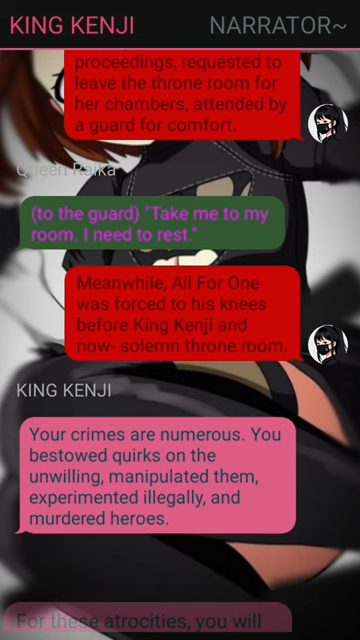 KING KENJI NARRATOR~
proceedings, requested to
leave the throne room for
her chambers, attended by
a guard for comfort.
Queen Raika
(to the guard) "Take me to my
room. I need to rest."
Meanwhile, All For One
was forced to his knees
before King Kenji and
now- solemn throne room.
KING KENJI
Your crimes are numerous. You
bestowed quirks on the
unwilling, manipulated them,
experimented illegally, and
murdered heroes.
For these atrocities, you will